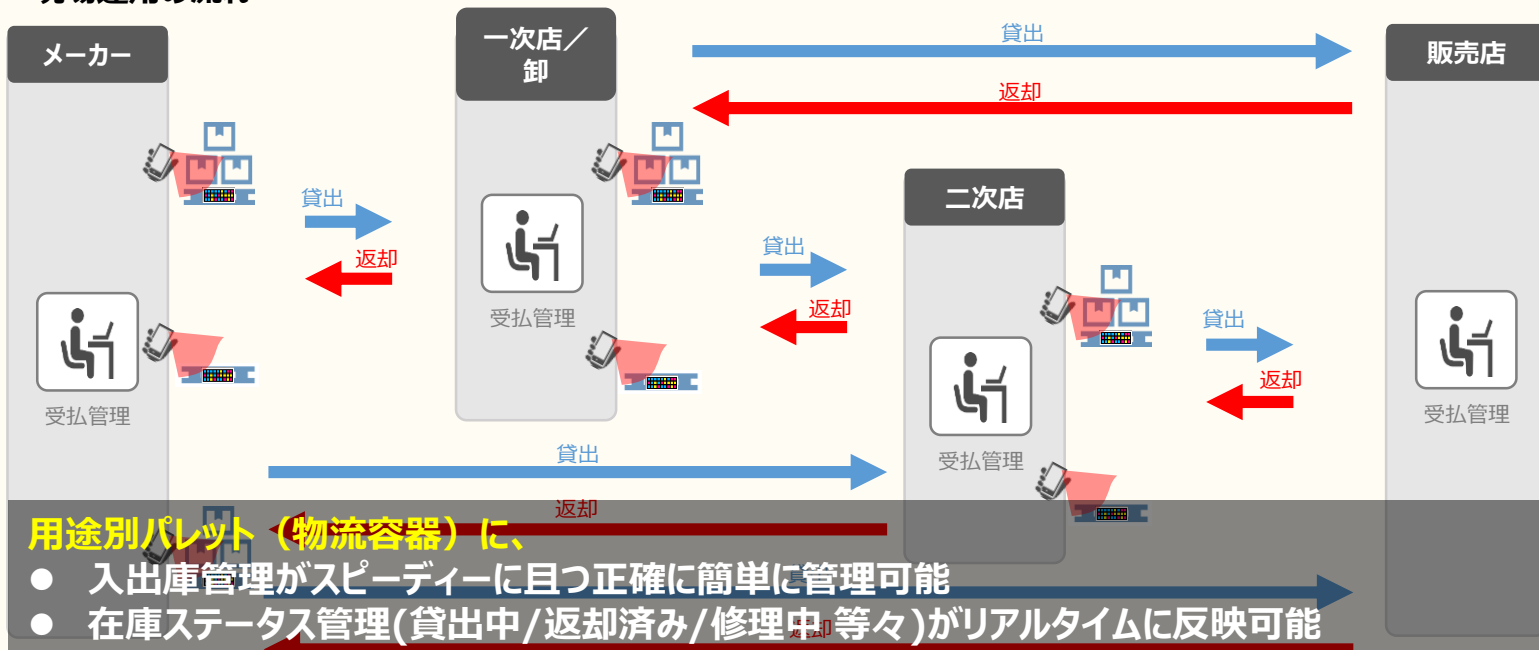 メーカー
一次店／
卸
販売店
貸出
返却
貸出
返却
二次店
受払管理
貸出
返却
貸出
返却
受払管理
受払管理
受払管理
貸出
返却
用途別パレット（物流容器）に、
● 入出庫管理がスピーディーに且つ正確に簡単に管理可能
● 在庫ステータス管理(貸出中/返却済み/修理中 等々)がリアルタイムに反映可能
返却